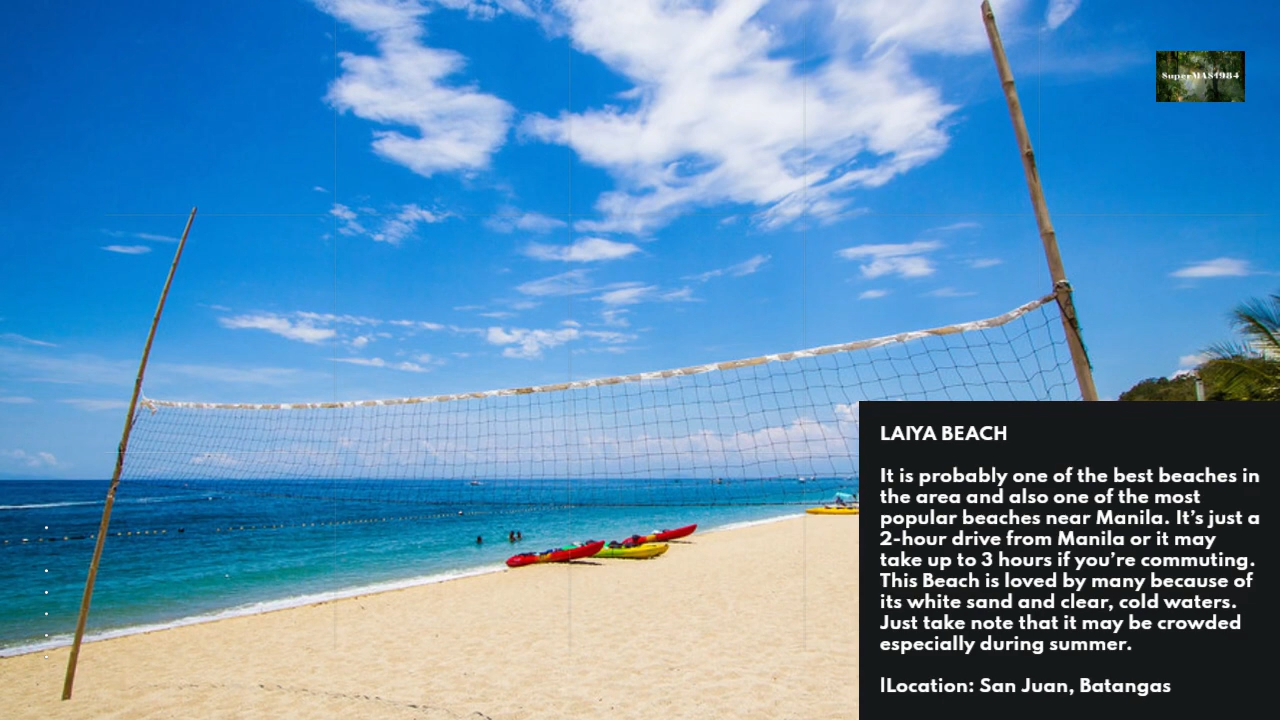 SuperMAS1984
LAIYA BEACH
It is probably one of the best beaches in
the area and also one of the most
popular beaches near Manila. It’s just a
2-hour drive from Manila or it may
take up to 3 hours if you’re commuting.
This Beach is loved by many because of
its white sand and clear, cold waters.
Just take note that it may be crowded
especially during summer.
|Location: San Juan, Batangas